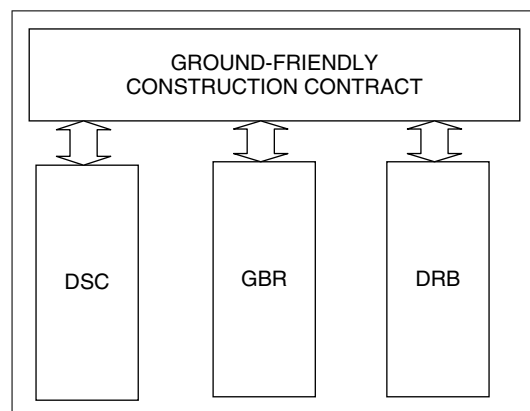 GROUND-FRIENDLY
CONSTRUCTION CONTRACT
DSC
GBR
DRB